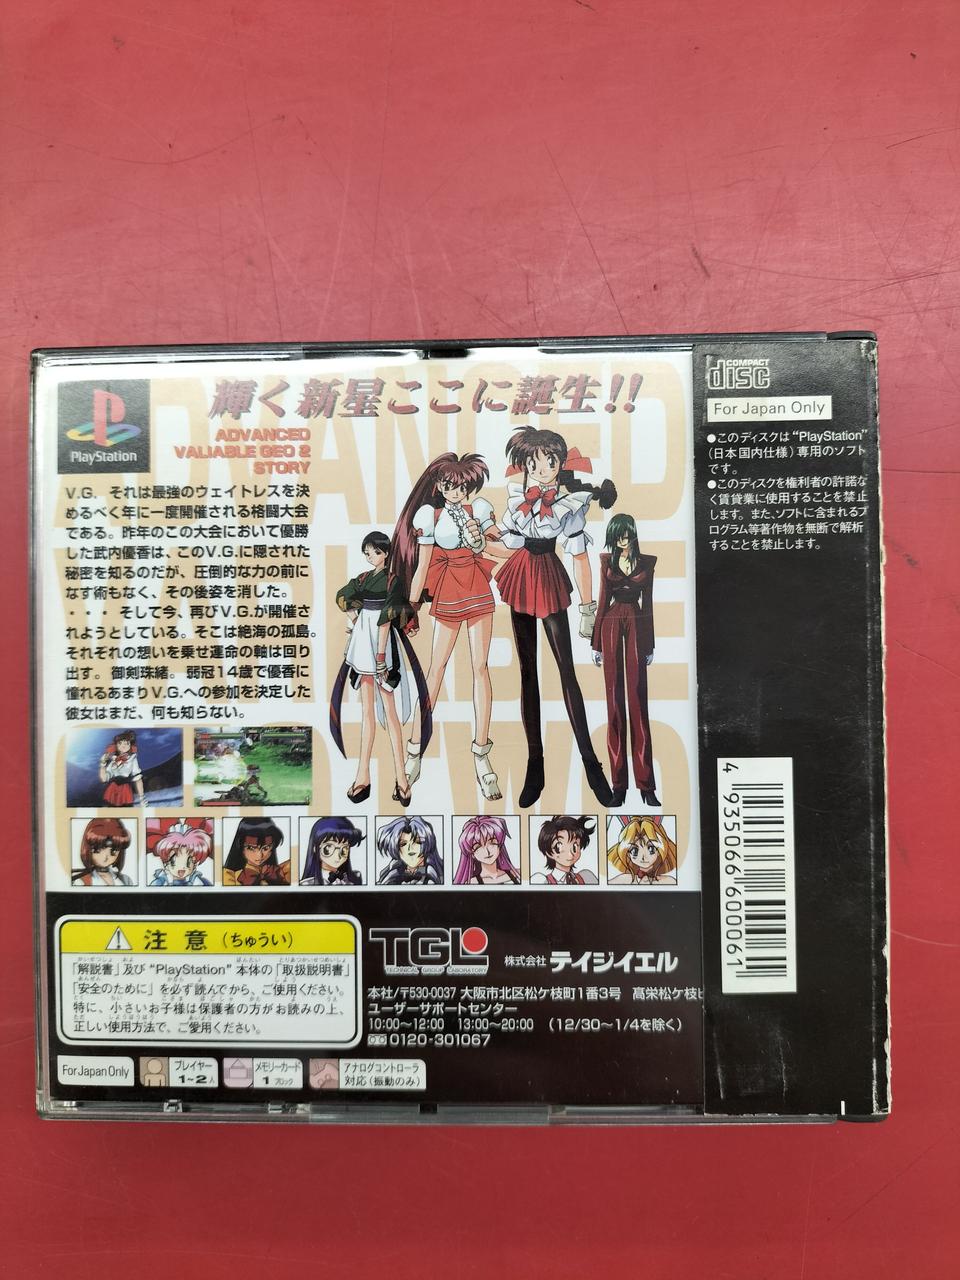 輝く新星ここに誕生!!
PlayStation
ADVANCED
VALIABLE GEO 2
STORY
V.G. それは最強のウェイトレスを決
めるべく年に一度開催される格闘大会
である。昨年のこの大会において優勝
した武内優香は、このV.G.に隠された
秘密を知るのだが、圧倒的な力の前に
なす術もなく、その後姿を消した。
・・・ そして今、再びV.G.が開催さ
れようとしている。そこは絶海の孤島。
それぞれの想いを乗せ運命の軸は回り
出す。 御剣珠緒。 弱冠14歳で優香に
憧れるあまりV.G.への参加を決定した
彼女はまだ、何も知らない。
注 意 (ちゅうい)
「解説書」及び“PlayStation” 本体の「取扱説明書」
「安全のために」を必ず読んでから、ご使用ください。
特に、小さいお子様は保護者の方がお読みの上、
正しい使用方法で、ご愛用ください。
For Japan Only
プレイヤー
1~2人
メモリーカード
1 ブロック
アナログコントローラ
対応(振動のみ)
TGL
TECHNICAL GROUP LABORATORY
株式会社 テイジイエル
本社/〒530-0037 大阪市北区松ケ枝町1番3号 高栄松ケ枝ビ
ユーザーサポートセンター
10:00~12:00 13:00~20:00 (12/30~1/4を除く)
0120-301067
COMPACT
disc
For Japan Only
●このディスクは “PlayStation”
(日本国内仕様) 専用のソフト
です。
●このディスクを権利者の許諾な
く賃貸業に使用することを禁止
します。また、ソフトに含まれるプ
ログラム等著作物を無断で解析
することを禁止します。
4 935066 600061